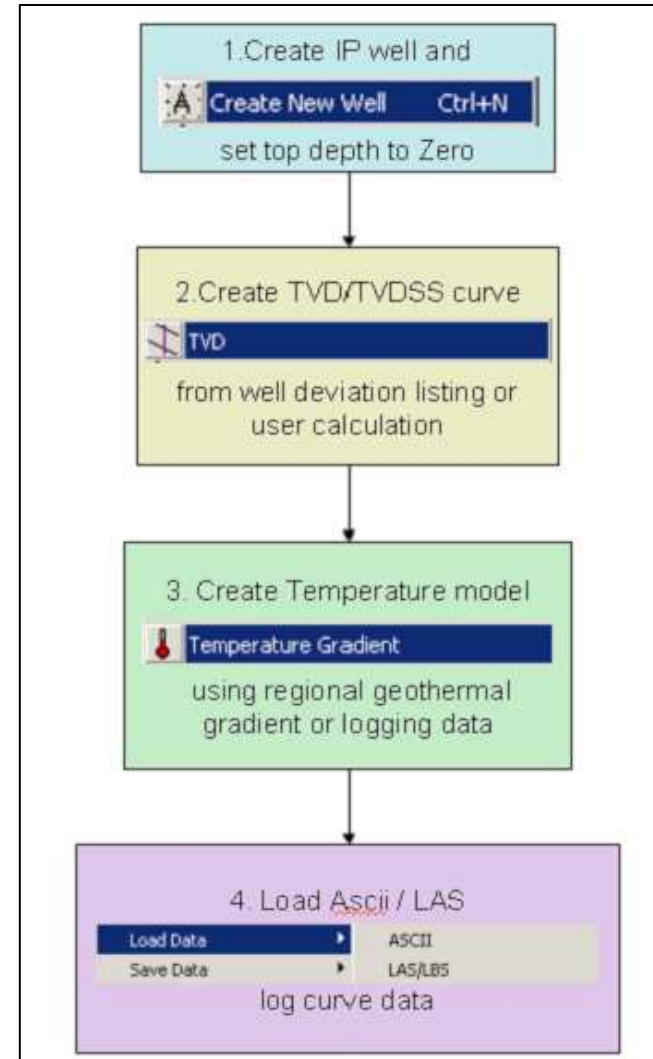 1.Create IP well and
Create New Well Ctrl+N
set top depth to Zero
2.Create TVD/TVDSS curve
TVD
from well deviation listing or
user calculation
3. Create Temperature model
Temperature Gradient
using regional geothermal
gradient or logging data
4. Load Ascii / LAS
Load Data ASCII
Save Data LAS/LBS
log curve data